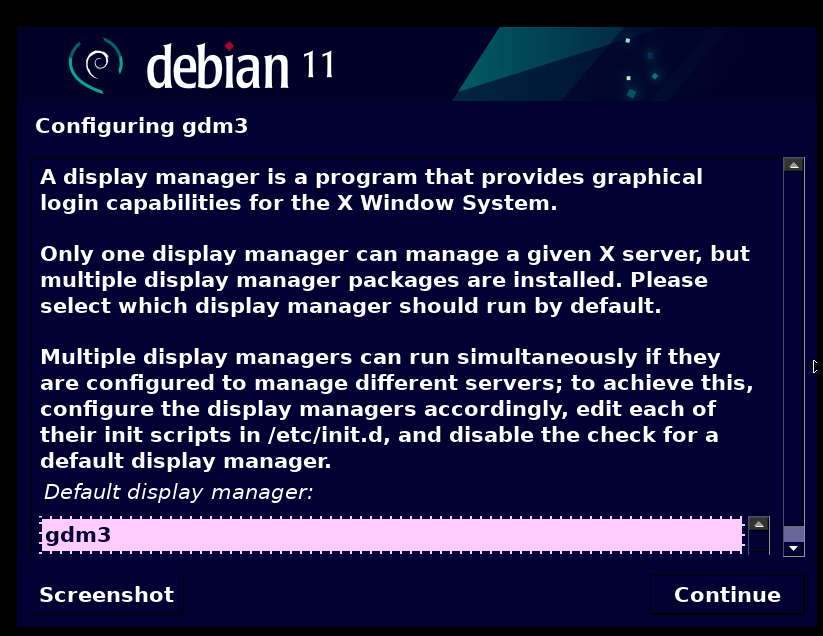 debian 11
Configuring gdm3
A display manager is a program that provides graphical
login capabilities for the X Window System.
Only one display manager can manage a given X server, but
multiple display manager packages are installed. Please
select which display manager should run by default.
Multiple display managers can run simultaneously if they
are configured to manage different servers; to achieve this,
configure the display managers accordingly, edit each of
their init scripts in /etc/init.d, and disable the check for a
default display manager.
Default display manager:
gdm3
Screenshot
Continue